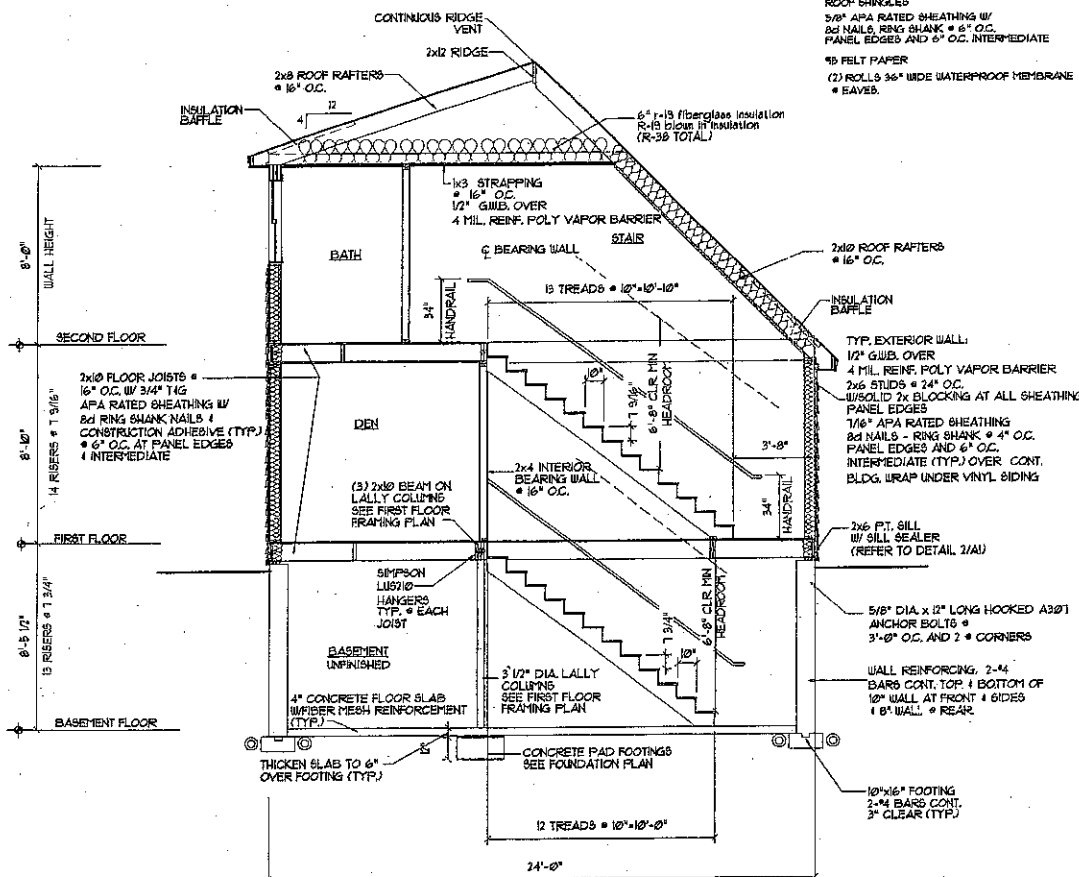 ROOF SHINGLES
5/8" APA RATED SHEATHING W/
8d NAILS, RING SHANK @ 6" O.C.
PANEL EDGES AND 6" O.C. INTERMEDIATE
#15 FELT PAPER
(2) ROLLS 36" WIDE WATERPROOF MEMBRANE
@ EAVES.
CONTINUOUS RIDGE
VENT
2x12 RIDGE
2x8 ROOF RAFTERS
@ 16" O.C.
12
4
INSULATION
BAFFLE
6" r-19 fiberglass insulation
R-19 blown in insulation
(R-38 TOTAL)
1x3 STRAPPING
@ 16" O.C.
1/2" G.W.B. OVER
4 MIL. REINF. POLY VAPOR BARRIER
STAIR
BATH
8'-0"
WALL HEIGHT
℄ BEARING WALL
2x10 ROOF RAFTERS
@ 16" O.C.
13 TREADS @ 10"=10'-10"
34"
HANDRAIL
INSULATION
BAFFLE
SECOND FLOOR
TYP. EXTERIOR WALL:
1/2" G.W.B. OVER
4 MIL. REINF. POLY VAPOR BARRIER
2x6 STUDS @ 24" O.C.
W/SOLID 2x BLOCKING AT ALL SHEATHING
PANEL EDGES
7/16" APA RATED SHEATHING
8d NAILS - RING SHANK @ 4" O.C.
PANEL EDGES AND 6" O.C.
INTERMEDIATE (TYP.) OVER CONT.
BLDG. WRAP UNDER VINYL SIDING
2x10 FLOOR JOISTS @
16" O.C. W/ 3/4" T&G
APA RATED SHEATHING W/
8d RING SHANK NAILS &
CONSTRUCTION ADHESIVE (TYP.)
@ 6" O.C. AT PANEL EDGES
& INTERMEDIATE
8'-10"
14 RISERS @ 7 9/16"
DEN
10"
7 9/16"
6'-8" CLR MIN
HEADROOM
3'-8"
2x4 INTERIOR
BEARING WALL
@ 16" O.C.
(3) 2x10 BEAM ON
LALLY COLUMNS
SEE FIRST FLOOR
FRAMING PLAN
34"
HANDRAIL
2x6 P.T. SILL
W/ SILL SEALER
(REFER TO DETAIL 2/A1)
FIRST FLOOR
SIMPSON
LUS210
HANGERS
TYP. @ EACH
JOIST
8'-5 1/2"
13 RISERS @ 7 3/4"
BASEMENT
UNFINISHED
7 3/4"
10"
6'-8" CLR MIN
HEADROOM
5/8" DIA. x 12" LONG HOOKED A307
ANCHOR BOLTS @
3'-0" O.C. AND 2 @ CORNERS
3 1/2" DIA. LALLY
COLUMNS
SEE FIRST FLOOR
FRAMING PLAN
WALL REINFORCING, 2-#4
BARS CONT. TOP & BOTTOM OF
10" WALL AT FRONT & SIDES
& 8" WALL @ REAR
4" CONCRETE FLOOR SLAB
W/FIBER MESH REINFORCEMENT
(TYP.)
BASEMENT FLOOR
12"
THICKEN SLAB TO 6"
OVER FOOTING (TYP.)
CONCRETE PAD FOOTINGS
SEE FOUNDATION PLAN
10"x16" FOOTING
2-#4 BARS CONT.
3" CLEAR (TYP.)
12 TREADS @ 10"=10'-0"
24'-0"